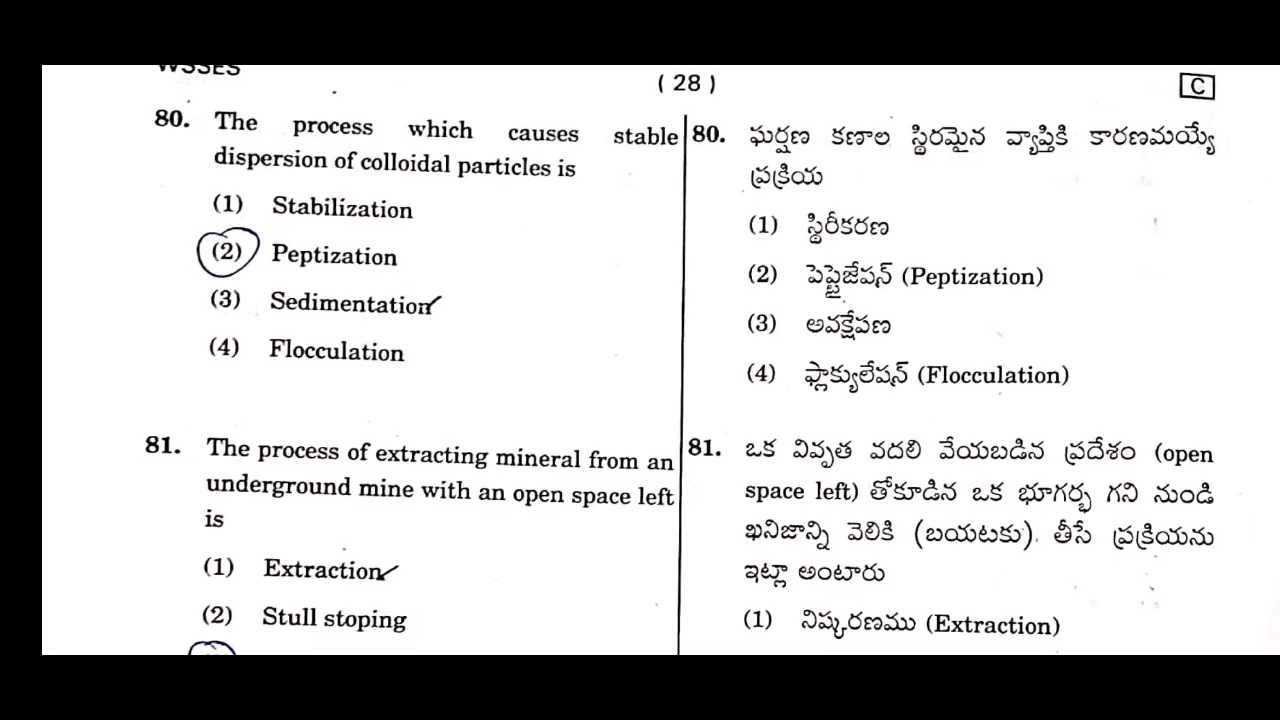 WSSES
( 28 )
C
80. The process which causes stable
dispersion of colloidal particles is
(1) Stabilization
(2) Peptization
(3) Sedimentation
(4) Flocculation
81. The process of extracting mineral from an
underground mine with an open space left
is
(1) Extraction
(2) Stull stoping
80. ఘర్షణ కణాల స్థిరమైన వ్యాప్తికి కారణమయ్యే
ప్రక్రియ
(1) స్థిరీకరణ
(2) పెప్టైజేషన్ (Peptization)
(3) అవక్షేపణ
(4) ఫ్లాక్యులేషన్ (Flocculation)
81. ఒక వివృత వదలి వేయబడిన ప్రదేశం (open
space left) తోకూడిన ఒక భూగర్భ గని నుండి
ఖనిజాన్ని వెలికి (బయటకు) తీసే ప్రక్రియను
ఇట్లా అంటారు
(1) నిష్కరణము (Extraction)